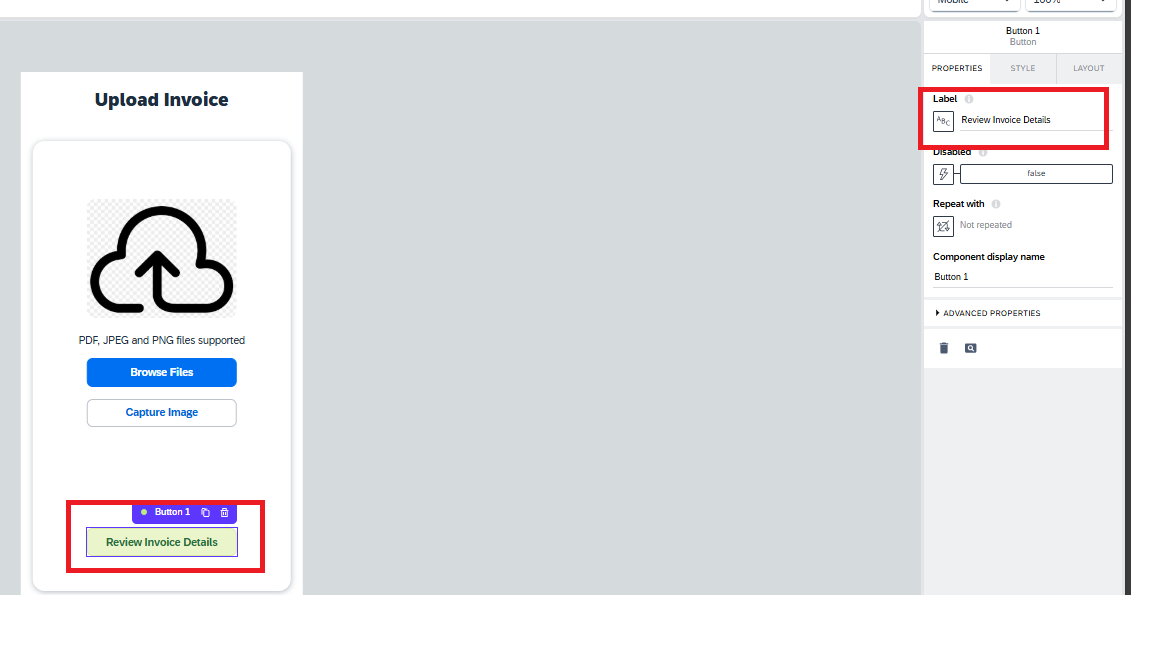 Mobile
100%
Button 1
Button
PROPERTIES
STYLE
LAYOUT
Label
ABC
Review Invoice Details
Disabled
false
Repeat with
Not repeated
Component display name
Button 1
ADVANCED PROPERTIES
Upload Invoice
PDF, JPEG and PNG files supported
Browse Files
Capture Image
Button 1
Review Invoice Details